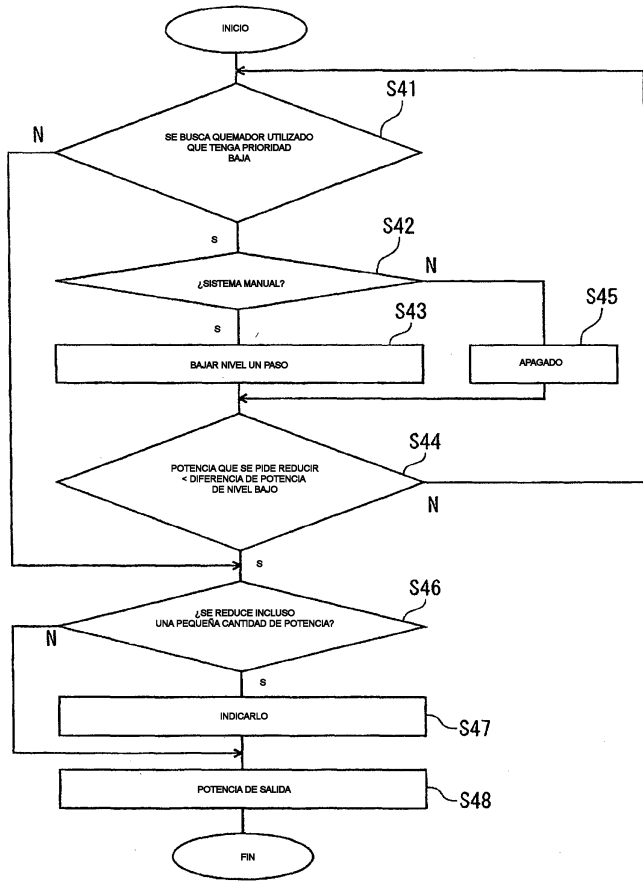 INICIO
S41
N
SE BUSCA QUEMADOR UTILIZADO
QUE TENGA PRIORIDAD
BAJA
S
S42
N
¿SISTEMA MANUAL?
S
S43
S45
BAJAR NIVEL UN PASO
APAGADO
S44
POTENCIA QUE SE PIDE REDUCIR
< DIFERENCIA DE POTENCIA
DE NIVEL BAJO
N
S
S46
¿SE REDUCE INCLUSO
UNA PEQUEÑA CANTIDAD DE POTENCIA?
N
S
INDICARLO
S47
POTENCIA DE SALIDA
S48
FIN